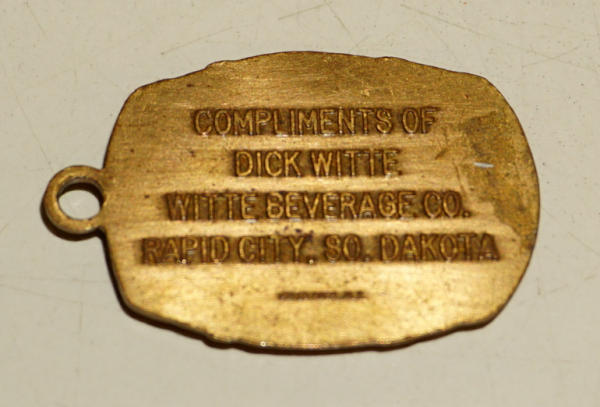 COMPLIMENTS OF
DICK WITTE
WITTE BEVERAGE CO.
RAPID CITY, SO. DAKOTA